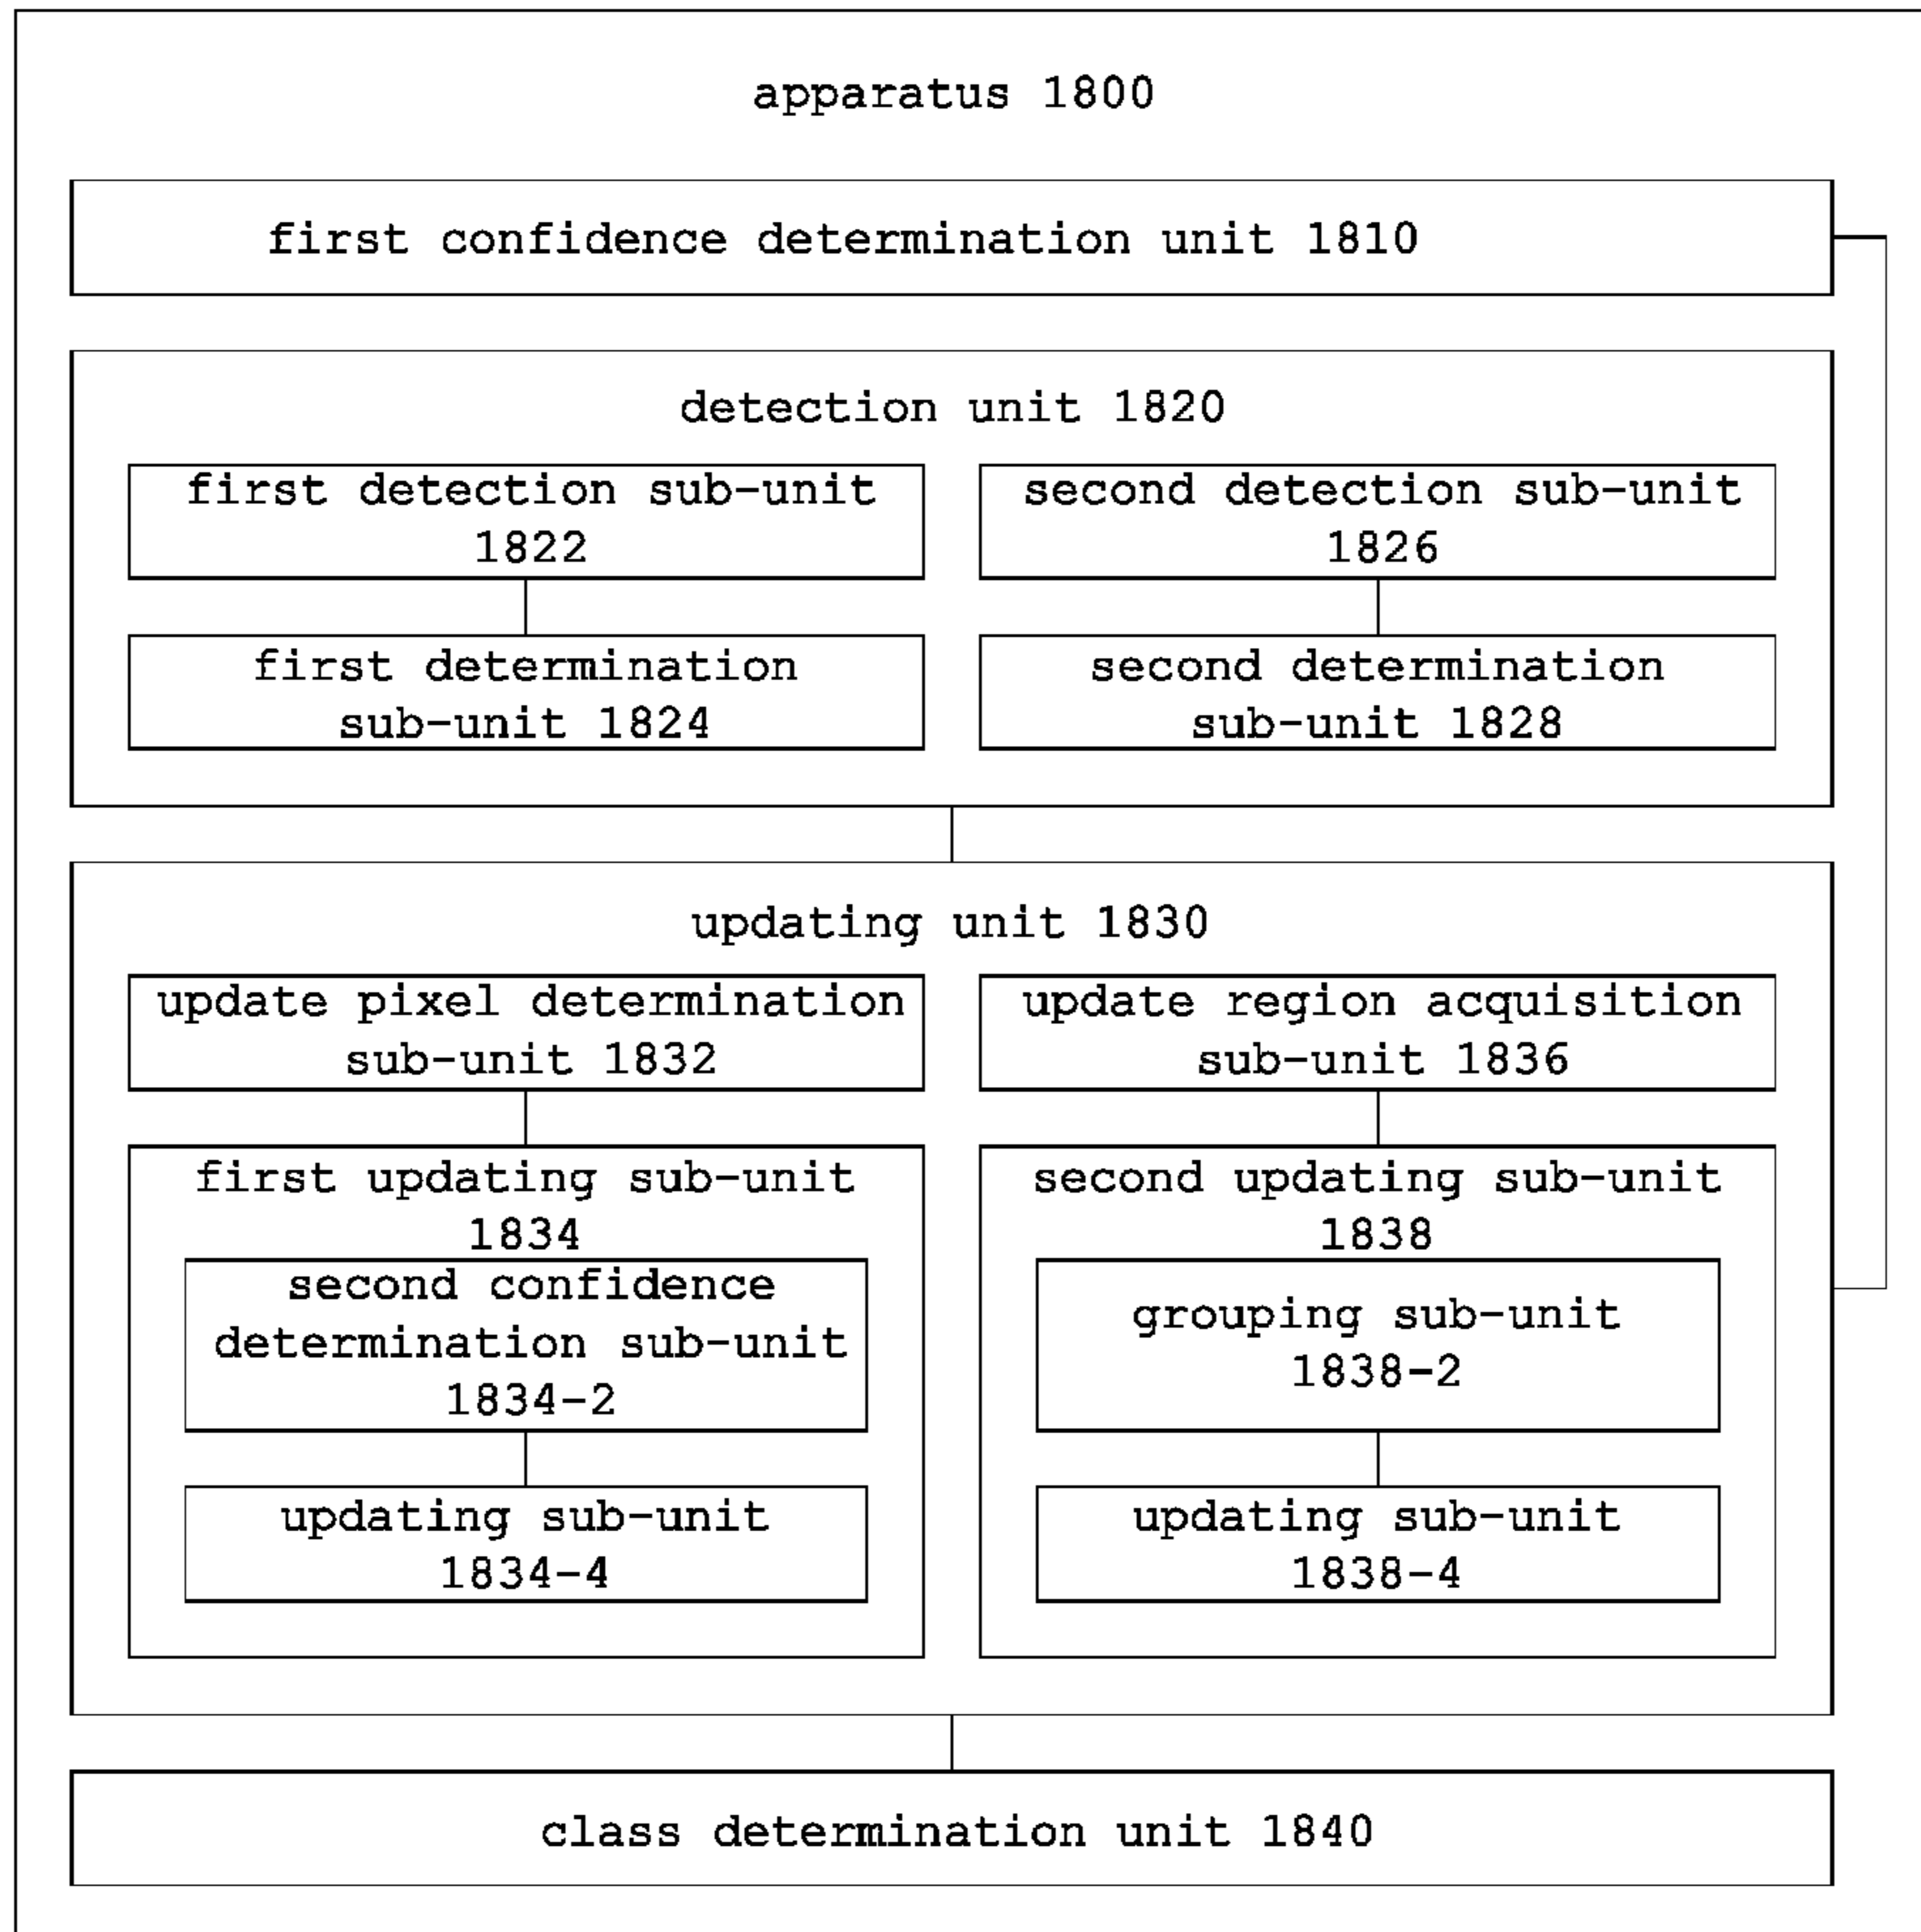 apparatus 1800
first confidence determination unit 1810
detection unit 1820
first detection sub-unit
1822
second detection sub-unit
1826
first determination
sub-unit 1824
second determination
sub-unit 1828
updating unit 1830
update pixel determination
sub-unit 1832
update region acquisition
sub-unit 1836
first updating sub-unit
1834
second confidence
determination sub-unit
1834-2
updating sub-unit
1834-4
second updating sub-unit
1838
grouping sub-unit
1838-2
updating sub-unit
1838-4
class determination unit 1840